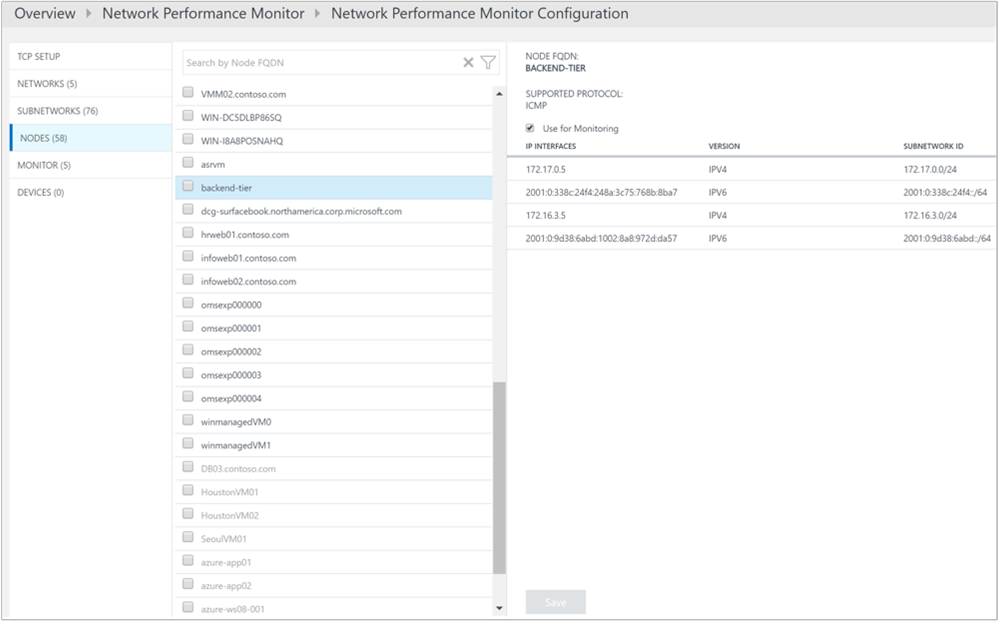 Overview Network Performance Monitor Network Performance Monitor Configuration
TCP SETUP
NETWORKS (5)
SUBNETWORKS (76)
NODES (58)
MONITOR (5)
DEVICES (0)
Search by Node FQDN
VMM02.contoso.com
WIN-DC5DLBP86SQ
WIN-I8A8POSNAHQ
asrvm
backend-tier
dcg-surfacebook.northamerica.corp.microsoft.com
hrweb01.contoso.com
infoweb01.contoso.com
infoweb02.contoso.com
omsexp000000
omsexp000001
omsexp000002
omsexp000003
omsexp000004
winmanagedVM0
winmanagedVM1
DB03.contoso.com
HoustonVM01
HoustonVM02
SeoulVM01
azure-app01
azure-app02
azure-ws08-001
NODE FQDN:
BACKEND-TIER
SUPPORTED PROTOCOL:
ICMP
Use for Monitoring
IP INTERFACES VERSION SUBNETWORK ID
172.17.0.5 IPV4 172.17.0.0/24
2001:0:338c:24f4:248a:3c75:768b:8ba7 IPV6 2001:0:338c:24f4::/64
172.16.3.5 IPV4 172.16.3.0/24
2001:0:9d38:6abd:1002:8a8:972d:da57 IPV6 2001:0:9d38:6abd::/64
Save